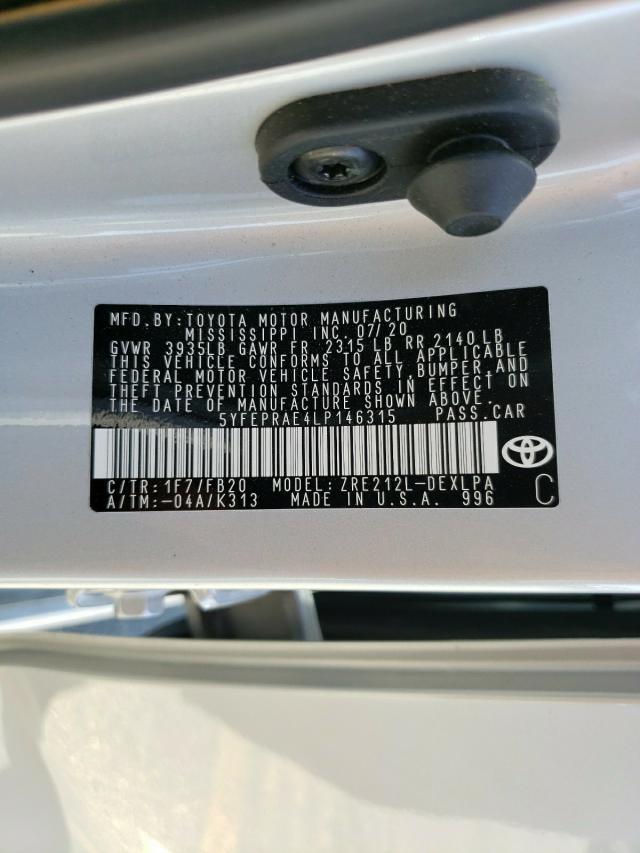 MFD.BY:TOYOTA MOTOR MANUFACTURING
MISSISSIPPI INC.07/20
GVWR 3935LB GAWR FR 2315 LB RR 2140 LB
THIS VEHICLE CONFORMS TO ALL APPLICABLE
FEDERAL MOTOR VEHICLE SAFETY,BUMPER,AND
THEFT PREVENTION STANDARDS IN EFFECT ON
THE DATE OF MANUFACTURE SHOWN ABOVE.
5YFEPRAE4LP146315 PASS.CAR
C/TR:1F7/FB20 MODEL:ZRE212L-DEXLPA
A/TM:-04A/K313 MADE IN U.S.A. 996
C